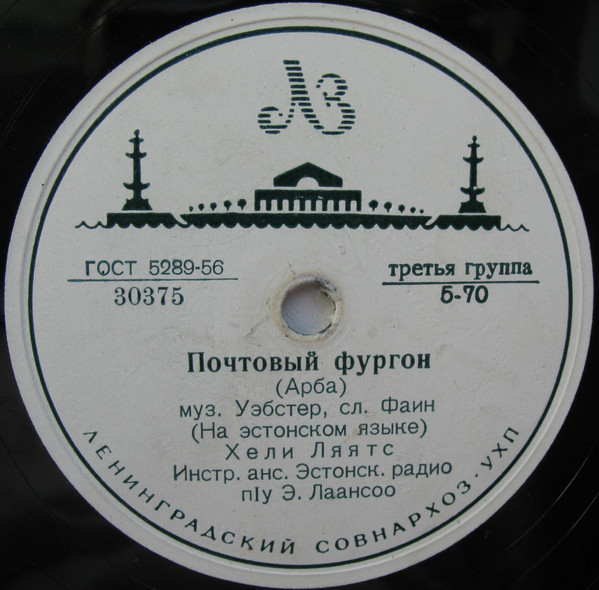 ЛЗ
ГОСТ 5289-56
30375
третья группа
5-70
Почтовый фургон
(Арба)
муз. Уэбстер, сл. Фаин
(На эстонском языке)
Хели Ляятс
Инстр. анс. Эстонск. радио
п|у Э. Лаансоо
ЛЕНИНГРАДСКИЙ СОВНАРХОЗ. УХП